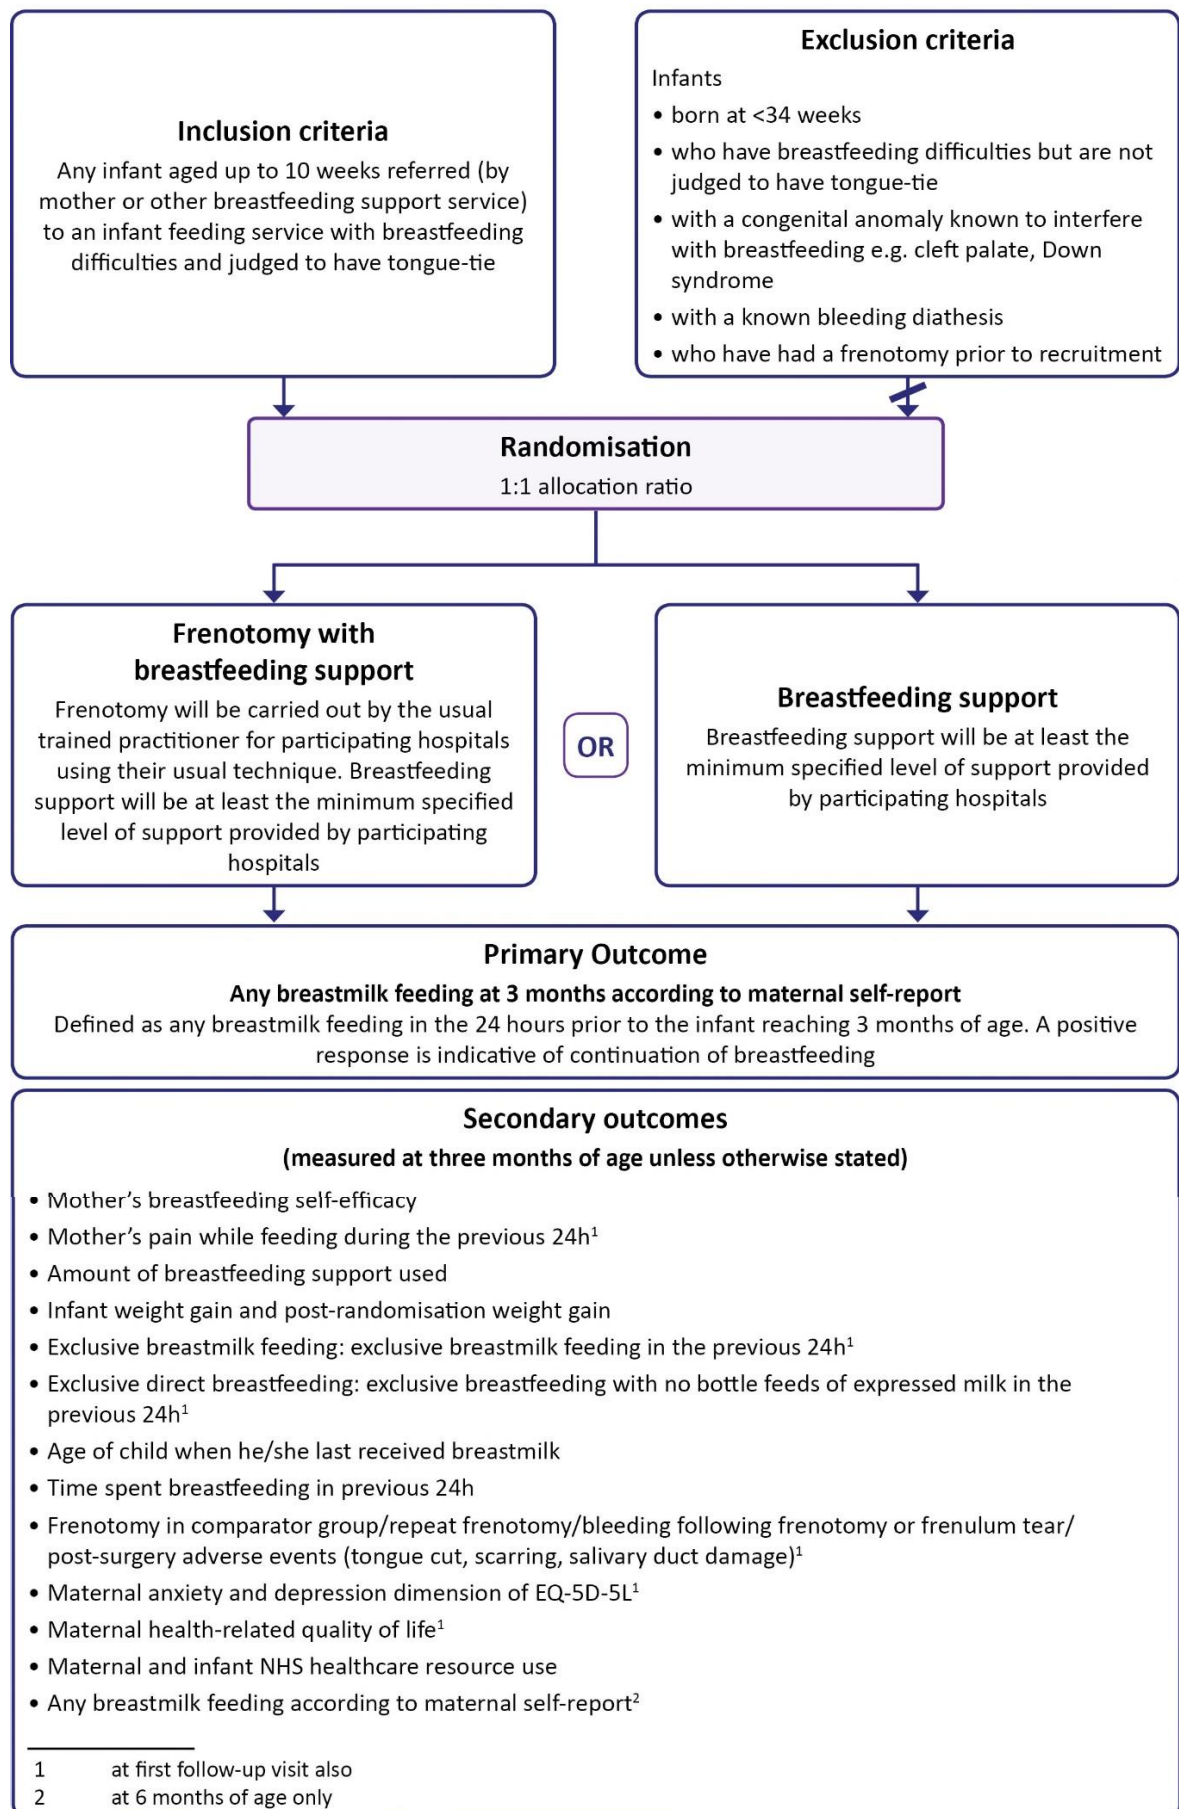 Inclusion criteria
Any infant aged up to 10 weeks referred (by
mother or other breastfeeding support service)
to an infant feeding service with breastfeeding
difficulties and judged to have tongue-tie
Exclusion criteria
Infants
• born at <34 weeks
• who have breastfeeding difficulties but are not
judged to have tongue-tie
• with a congenital anomaly known to interfere
with breastfeeding e.g. cleft palate, Down
syndrome
• with a known bleeding diathesis
• who have had a frenotomy prior to recruitment
Randomisation
1:1 allocation ratio
Frenotomy with
breastfeeding support
Frenotomy will be carried out by the usual
trained practitioner for participating hospitals
using their usual technique. Breastfeeding
support will be at least the minimum specified
level of support provided by participating
hospitals
OR
Breastfeeding support
Breastfeeding support will be at least the
minimum specified level of support provided
by participating hospitals
Primary Outcome
Any breastmilk feeding at 3 months according to maternal self-report
Defined as any breastmilk feeding in the 24 hours prior to the infant reaching 3 months of age. A positive
response is indicative of continuation of breastfeeding
Secondary outcomes
(measured at three months of age unless otherwise stated)
• Mother's breastfeeding self-efficacy
• Mother's pain while feeding during the previous 24h¹
• Amount of breastfeeding support used
• Infant weight gain and post-randomisation weight gain
• Exclusive breastmilk feeding: exclusive breastmilk feeding in the previous 24h¹
• Exclusive direct breastfeeding: exclusive breastfeeding with no bottle feeds of expressed milk in the
previous 24h¹
• Age of child when he/she last received breastmilk
• Time spent breastfeeding in previous 24h
• Frenotomy in comparator group/repeat frenotomy/bleeding following frenotomy or frenulum tear/
post-surgery adverse events (tongue cut, scarring, salivary duct damage)¹
• Maternal anxiety and depression dimension of EQ-5D-5L¹
• Maternal health-related quality of life¹
• Maternal and infant NHS healthcare resource use
• Any breastmilk feeding according to maternal self-report²
1 at first follow-up visit also
2 at 6 months of age only